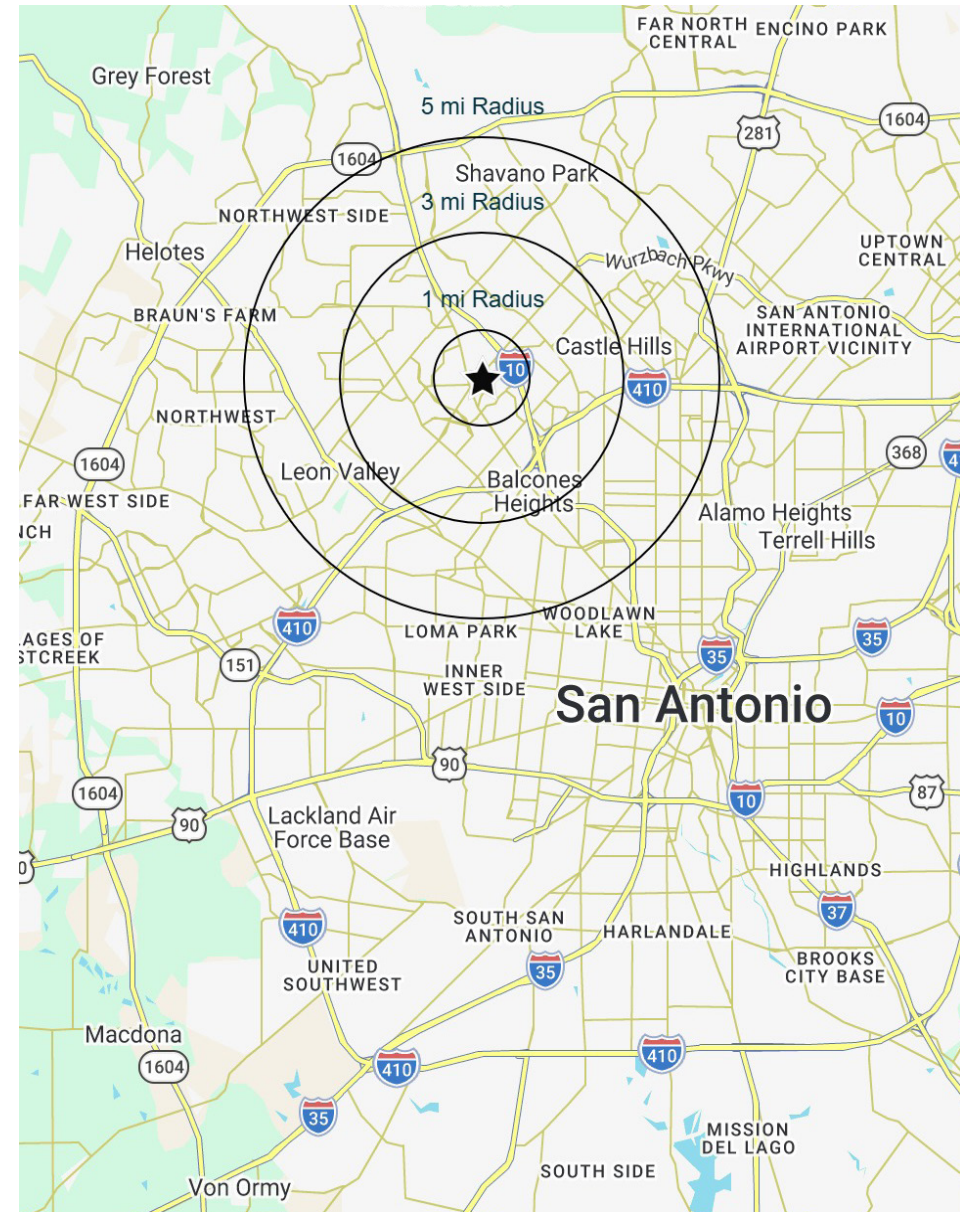 FAR NORTH
CENTRAL
ENCINO PARK
Grey Forest
5 mi Radius
1604
281
1604
Shavano Park
3 mi Radius
NORTHWEST SIDE
Wurzbach Pkwy
UPTOWN
CENTRAL
Helotes
1 mi Radius
BRAUN'S FARM
SAN ANTONIO
INTERNATIONAL
AIRPORT VICINITY
Castle Hills
10
410
NORTHWEST
1604
Leon Valley
368
Balcones
Heights
FAR WEST SIDE
NCH
Alamo Heights
Terrell Hills
410
WOODLAWN
LAKE
LOMA PARK
35
35
LAGES OF
STCREEK
151
INNER
WEST SIDE
San Antonio
10
90
1604
10
87
90
Lackland Air
Force Base
HIGHLANDS
37
410
SOUTH SAN
ANTONIO
HARLANDALE
35
BROOKS
CITY BASE
UNITED
SOUTHWEST
Macdona
1604
410
410
35
MISSION
DEL LAGO
SOUTH SIDE
Von Ormy